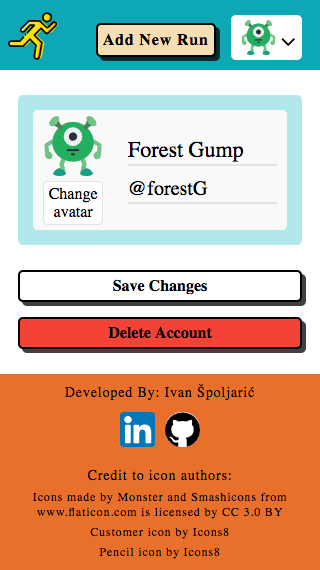 Add New Run
Forest Gump
@forestG
Change
avatar
Save Changes
Delete Account
Developed By: Ivan Špoljarić
in
Credit to icon authors:
Icons made by Monster and Smashicons from
www.flaticon.com is licensed by CC 3.0 BY
Customer icon by Icons8
Pencil icon by Icons8